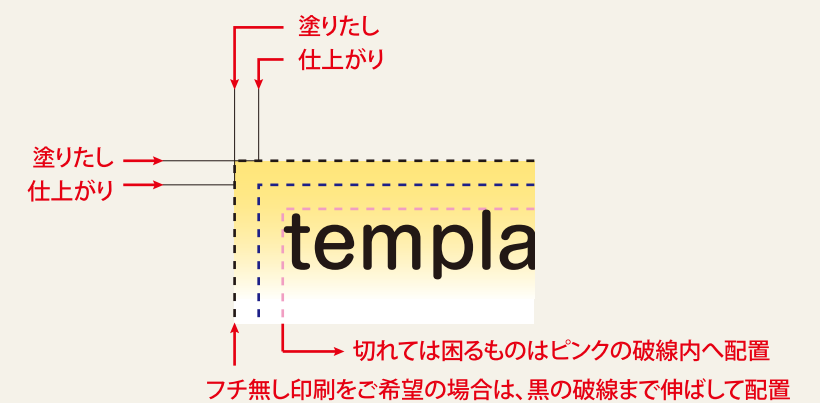 塗りたし
仕上がり
塗りたし
仕上がり
templa
切れては困るものはピンクの破線内へ配置
フチ無し印刷をご希望の場合は、黒の破線まで伸ばして配置